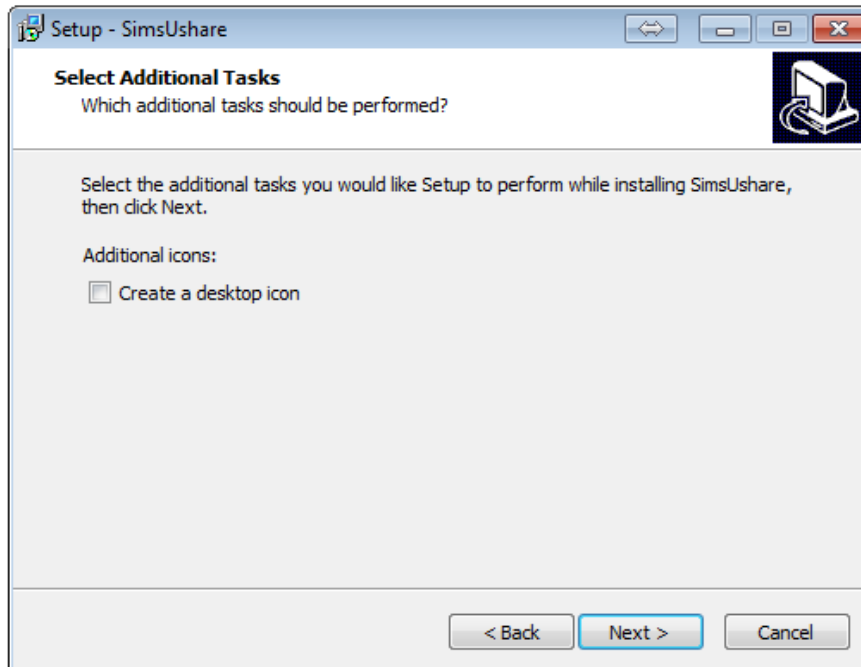 Setup - SimsUshare
Select Additional Tasks
Which additional tasks should be performed?
Select the additional tasks you would like Setup to perform while installing SimsUshare,
then click Next.
Additional icons:
Create a desktop icon
< Back Next > Cancel